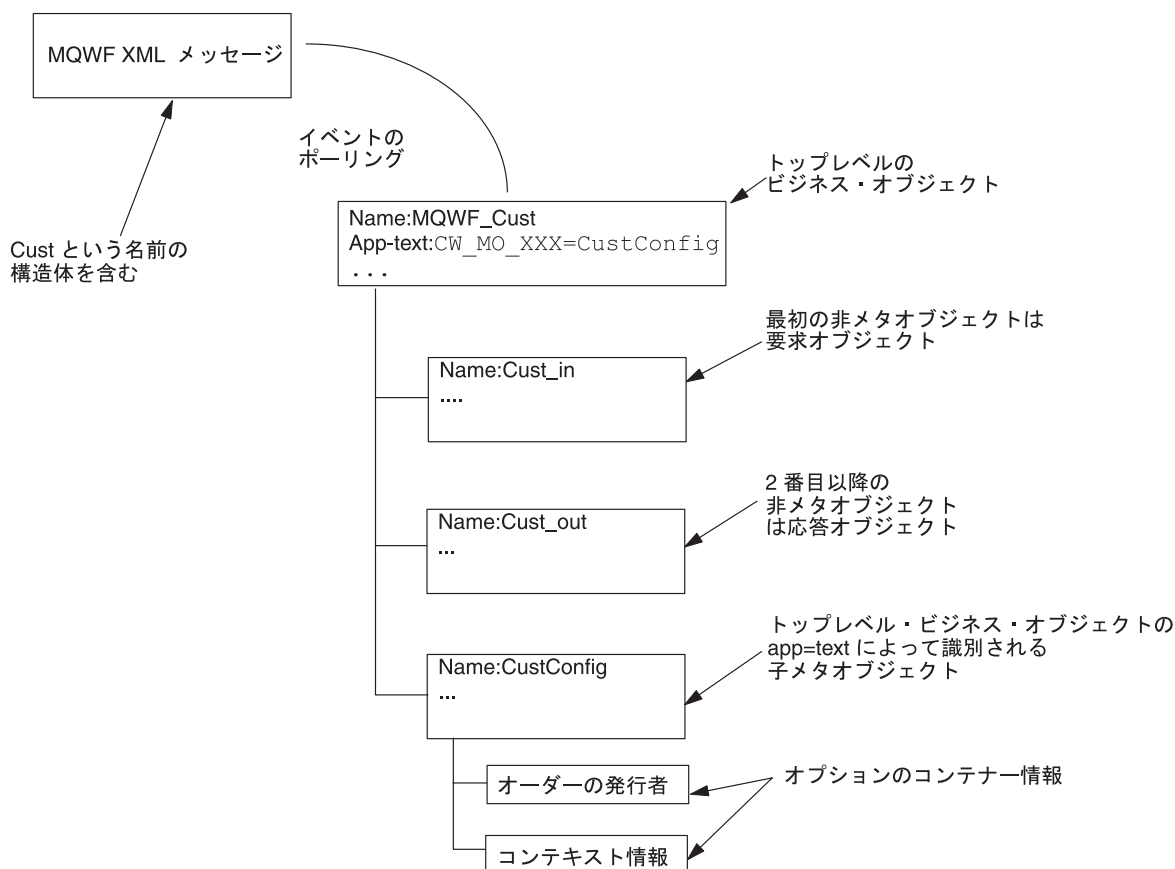 MQWF XML メッセージ
イベントの
ポーリング
トップレベルの
ビジネス・オブジェクト
Name:MQWF_Cust
App-text:CW_MO_XXX=CustConfig
...
Cust という名前の
構造体を含む
最初の非メタオブジェクトは
要求オブジェクト
Name:Cust_in
....
2 番目以降の
非メタオブジェクト
は応答オブジェクト
Name:Cust_out
...
トップレベル・ビジネス・オブジェクトの
app=text によって識別される
子メタオブジェクト
Name:CustConfig
...
オーダーの発行者
オプションのコンテナー情報
コンテキスト情報